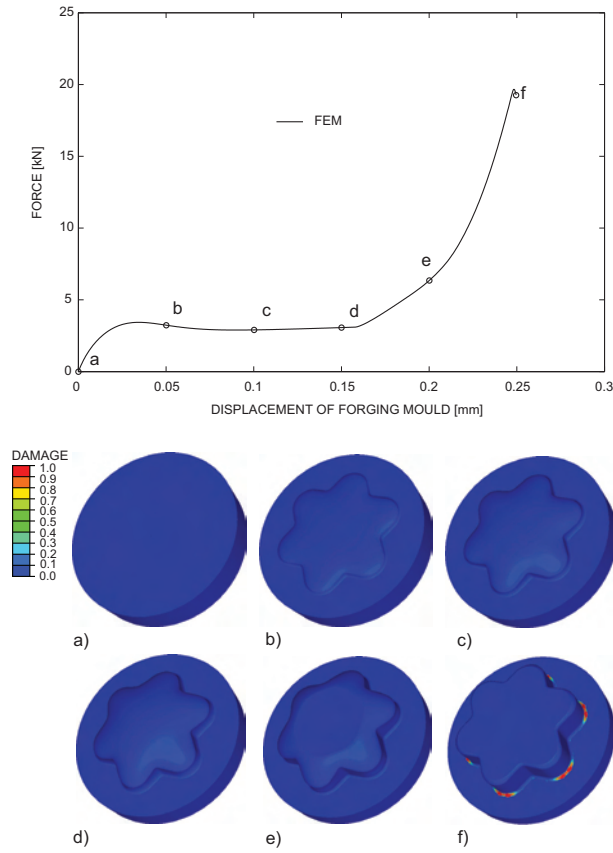 25
20
15
10
5
0
FORCE [kN]
FEM
a
b
c
d
e
f
0
0.05
0.1
0.15
0.2
0.25
0.3
DISPLACEMENT OF FORGING MOULD [mm]
DAMAGE
1.0
0.9
0.8
0.7
0.6
0.5
0.4
0.3
0.2
0.1
0.0
a)
b)
c)
d)
e)
f)